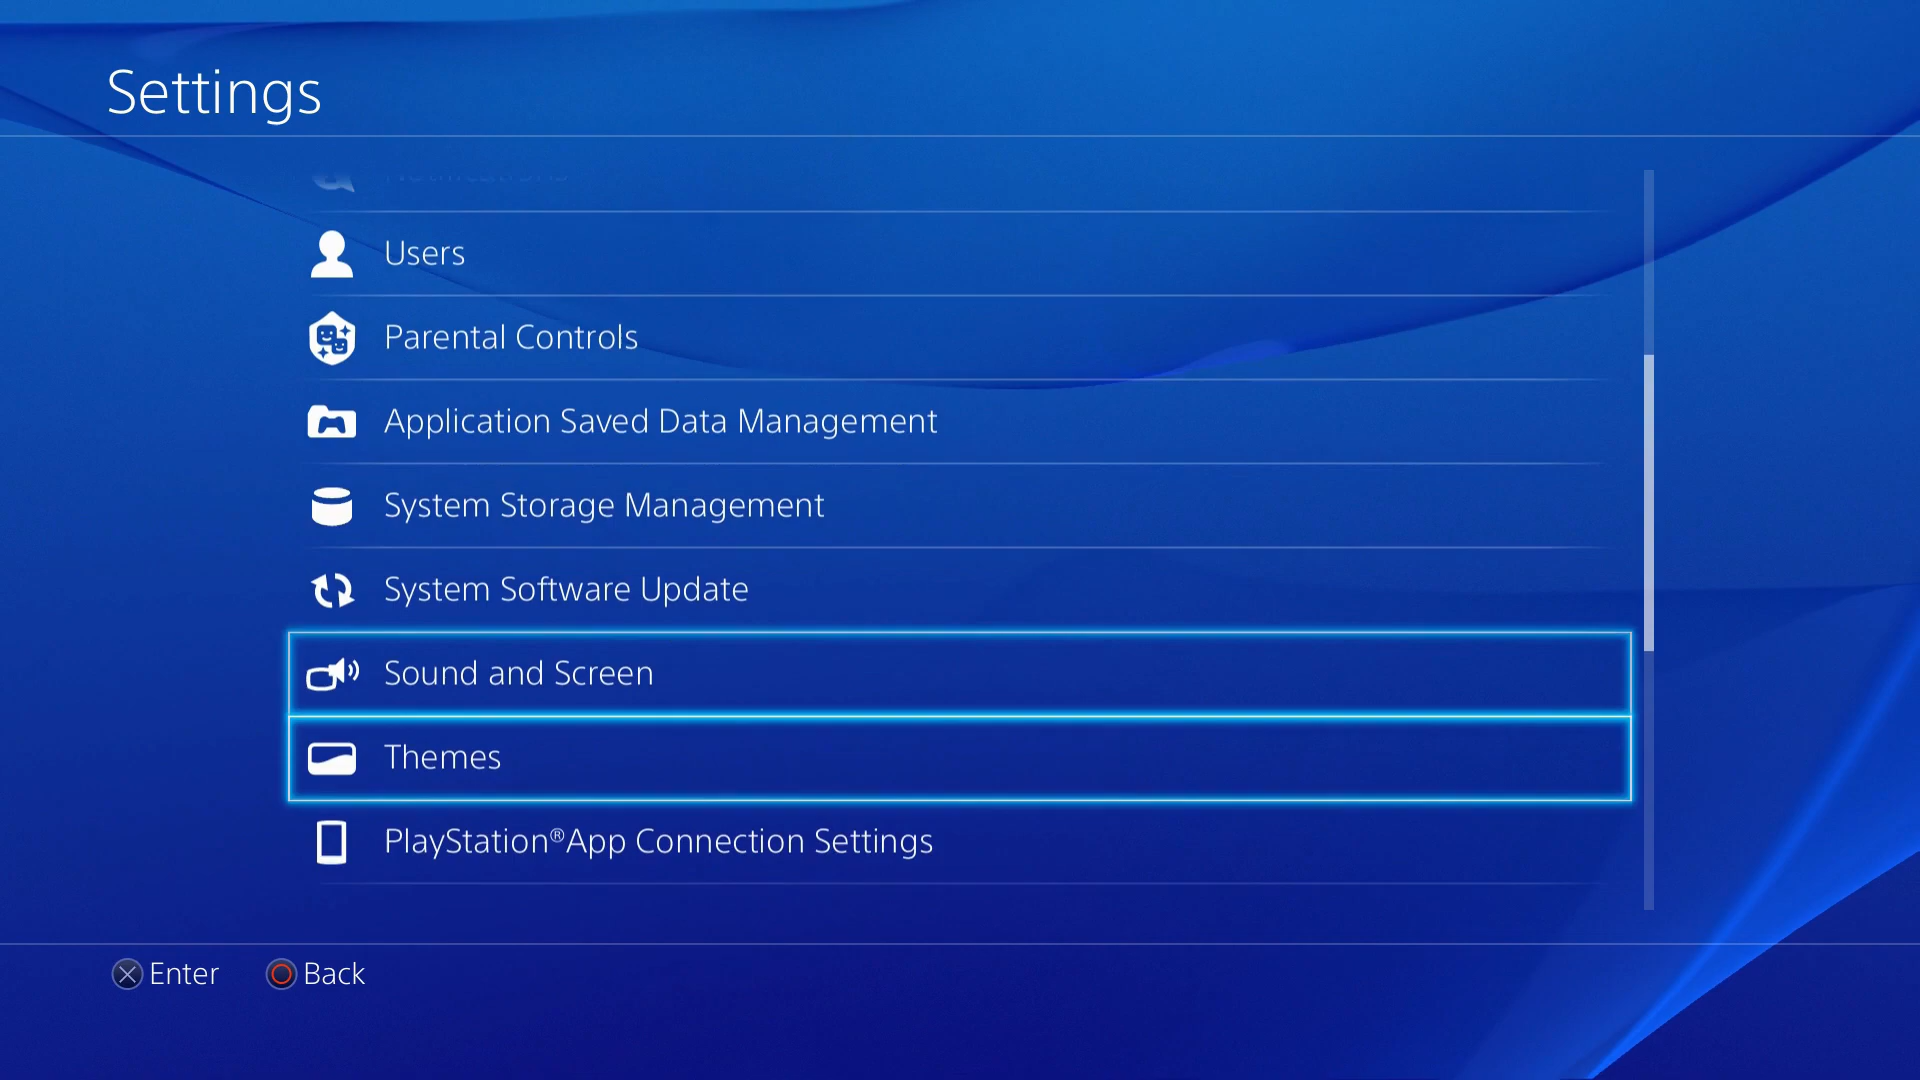 Settings
Users
Parental Controls
Application Saved Data Management
System Storage Management
System Software Update
Sound and Screen
Themes
PlayStation®App Connection Settings
Enter
Back